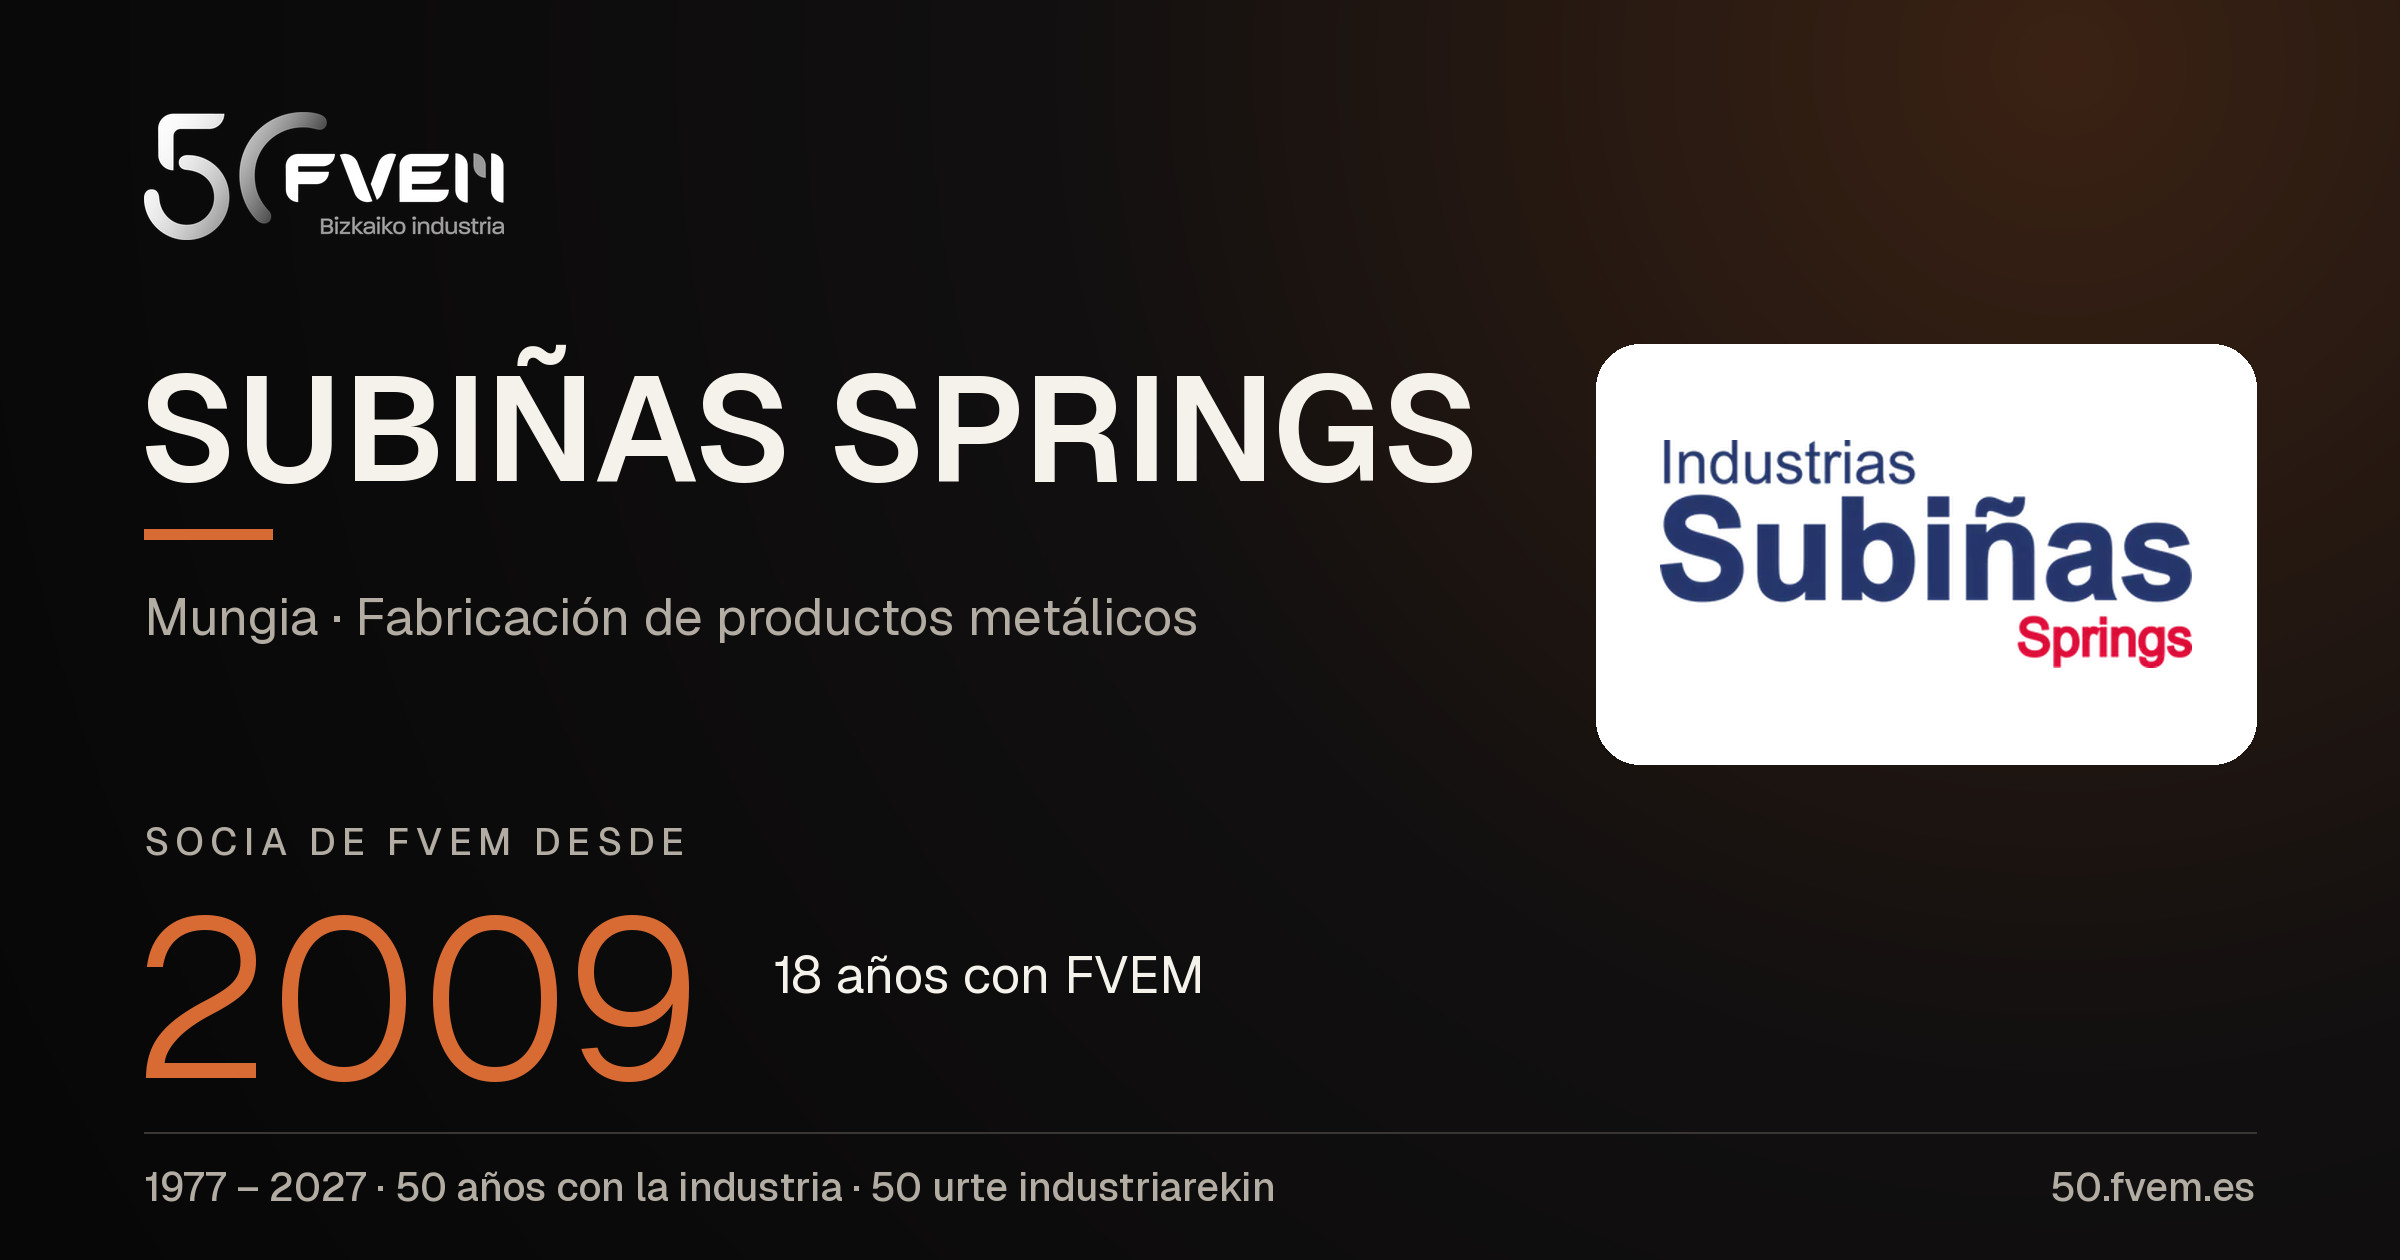 50 FVEM
Bizkaiko industria
SUBIÑAS SPRINGS
Mungia · Fabricación de productos metálicos
Industrias
Subiñas
Springs
SOCIA DE FVEM DESDE
2009
18 años con FVEM
1977 – 2027 · 50 años con la industria · 50 urte industriarekin
50.fvem.es